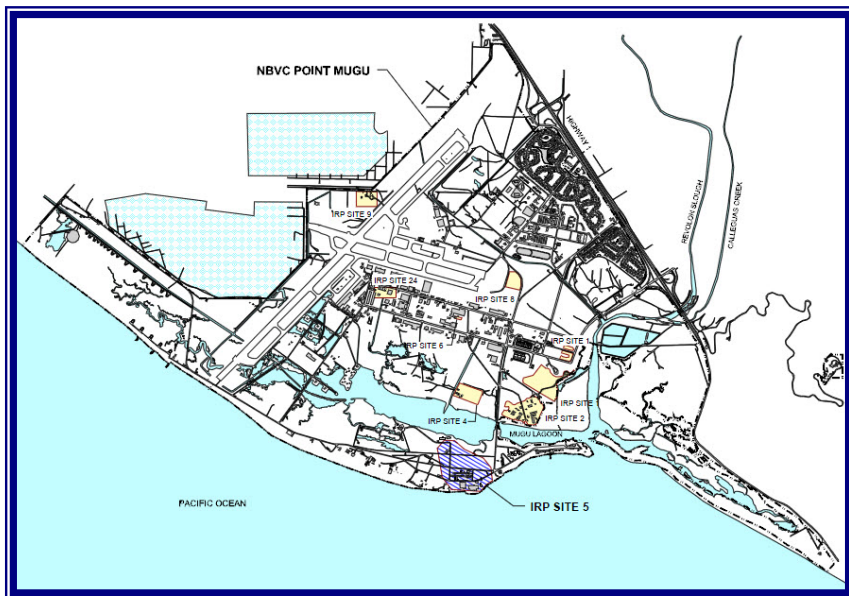 NBVC POINT MUGU
HIGHWAY 1
REVOLON SLOUGH
CALLEGUAS CREEK
IRP SITE 9
IRP SITE 24
IRP SITE 8
IRP SITE 6
IRP SITE 1
IRP SITE
IRP SITE 4
IRP SITE 2
MUGU LAGOON
PACIFIC OCEAN
IRP SITE 5